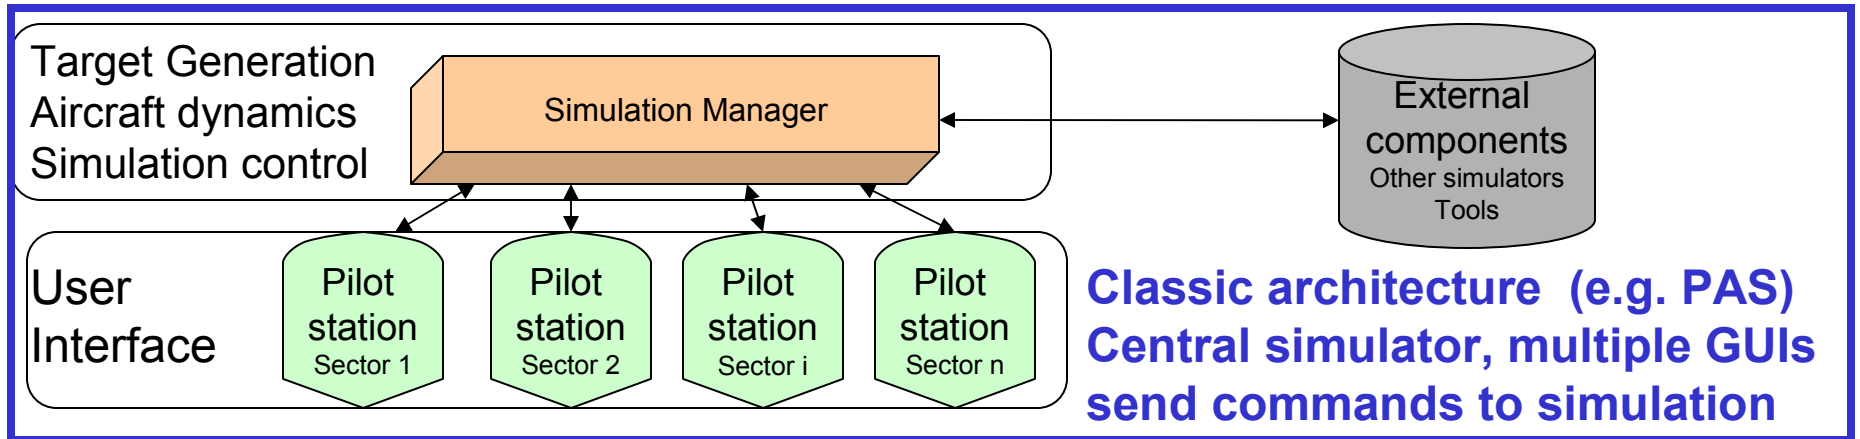 Target Generation
Aircraft dynamics
Simulation control
Simulation Manager
External
components
Other simulators
Tools
User
Interface
Pilot
station
Sector 1
Pilot
station
Sector 2
Pilot
station
Sector i
Pilot
station
Sector n
Classic architecture (e.g. PAS)
Central simulator, multiple GUIs
send commands to simulation